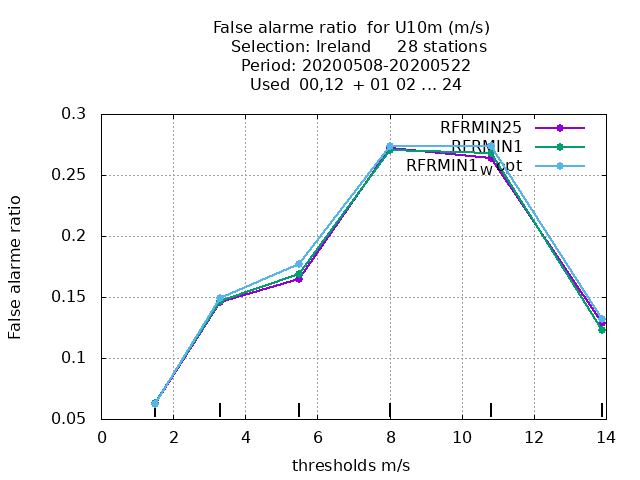 False alarme ratio  for U10m (m/s)
Selection: Ireland     28 stations
Period: 20200508-20200522
Used  00,12  + 01 02 ... 24
0.3
0.25
0.2
0.15
0.1
0.05
False alarme ratio
RFRMIN25
RFRMIN1
RFRMIN1wopt
0 2 4 6 8 10 12 14
thresholds m/s